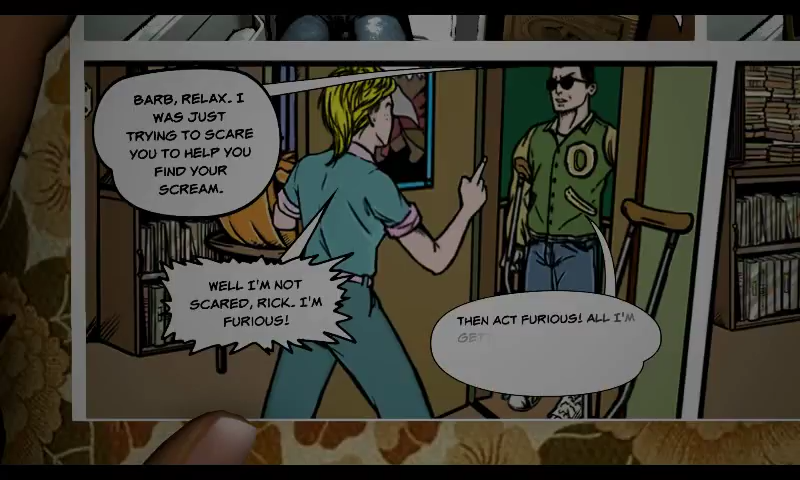 BARB, RELAX. I
WAS JUST
TRYING TO SCARE
YOU TO HELP YOU
FIND YOUR
SCREAM.
O
WELL I'M NOT
SCARED, RICK. I'M
FURIOUS!
THEN ACT FURIOUS! ALL I'M
GET